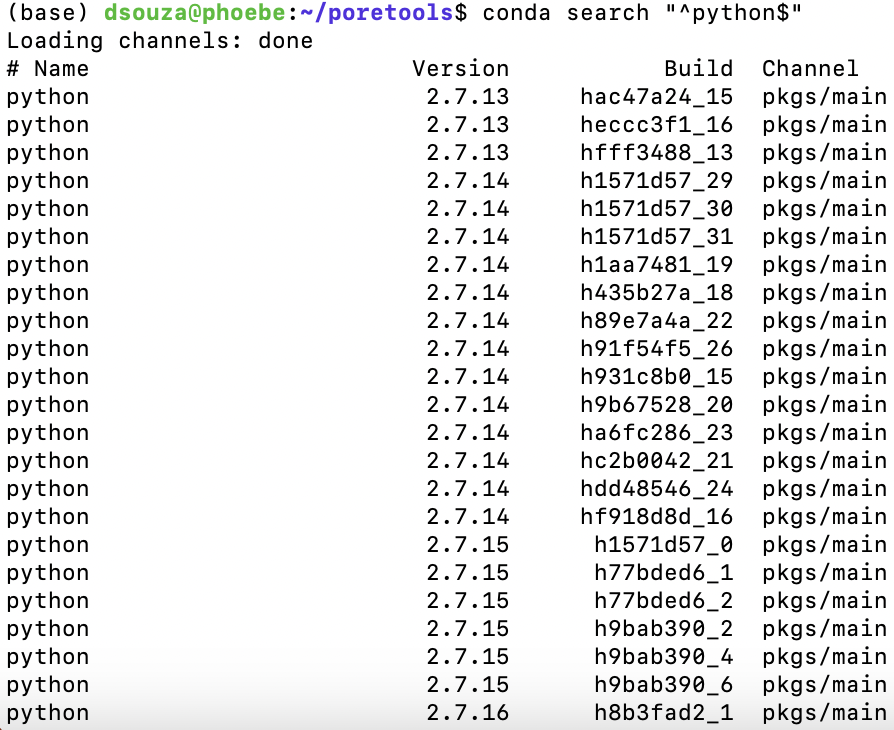 (base) dsouza@phoebe:~/poretools$ conda search "^python$"
Loading channels: done
# Name                       Version           Build  Channel
python                        2.7.13     hac47a24_15  pkgs/main
python                        2.7.13     heccc3f1_16  pkgs/main
python                        2.7.13     hfff3488_13  pkgs/main
python                        2.7.14     h1571d57_29  pkgs/main
python                        2.7.14     h1571d57_30  pkgs/main
python                        2.7.14     h1571d57_31  pkgs/main
python                        2.7.14     h1aa7481_19  pkgs/main
python                        2.7.14     h435b27a_18  pkgs/main
python                        2.7.14     h89e7a4a_22  pkgs/main
python                        2.7.14     h91f54f5_26  pkgs/main
python                        2.7.14     h931c8b0_15  pkgs/main
python                        2.7.14     h9b67528_20  pkgs/main
python                        2.7.14     ha6fc286_23  pkgs/main
python                        2.7.14     hc2b0042_21  pkgs/main
python                        2.7.14     hdd48546_24  pkgs/main
python                        2.7.14     hf918d8d_16  pkgs/main
python                        2.7.15      h1571d57_0  pkgs/main
python                        2.7.15      h77bded6_1  pkgs/main
python                        2.7.15      h77bded6_2  pkgs/main
python                        2.7.15      h9bab390_2  pkgs/main
python                        2.7.15      h9bab390_4  pkgs/main
python                        2.7.15      h9bab390_6  pkgs/main
python                        2.7.16      h8b3fad2_1  pkgs/main